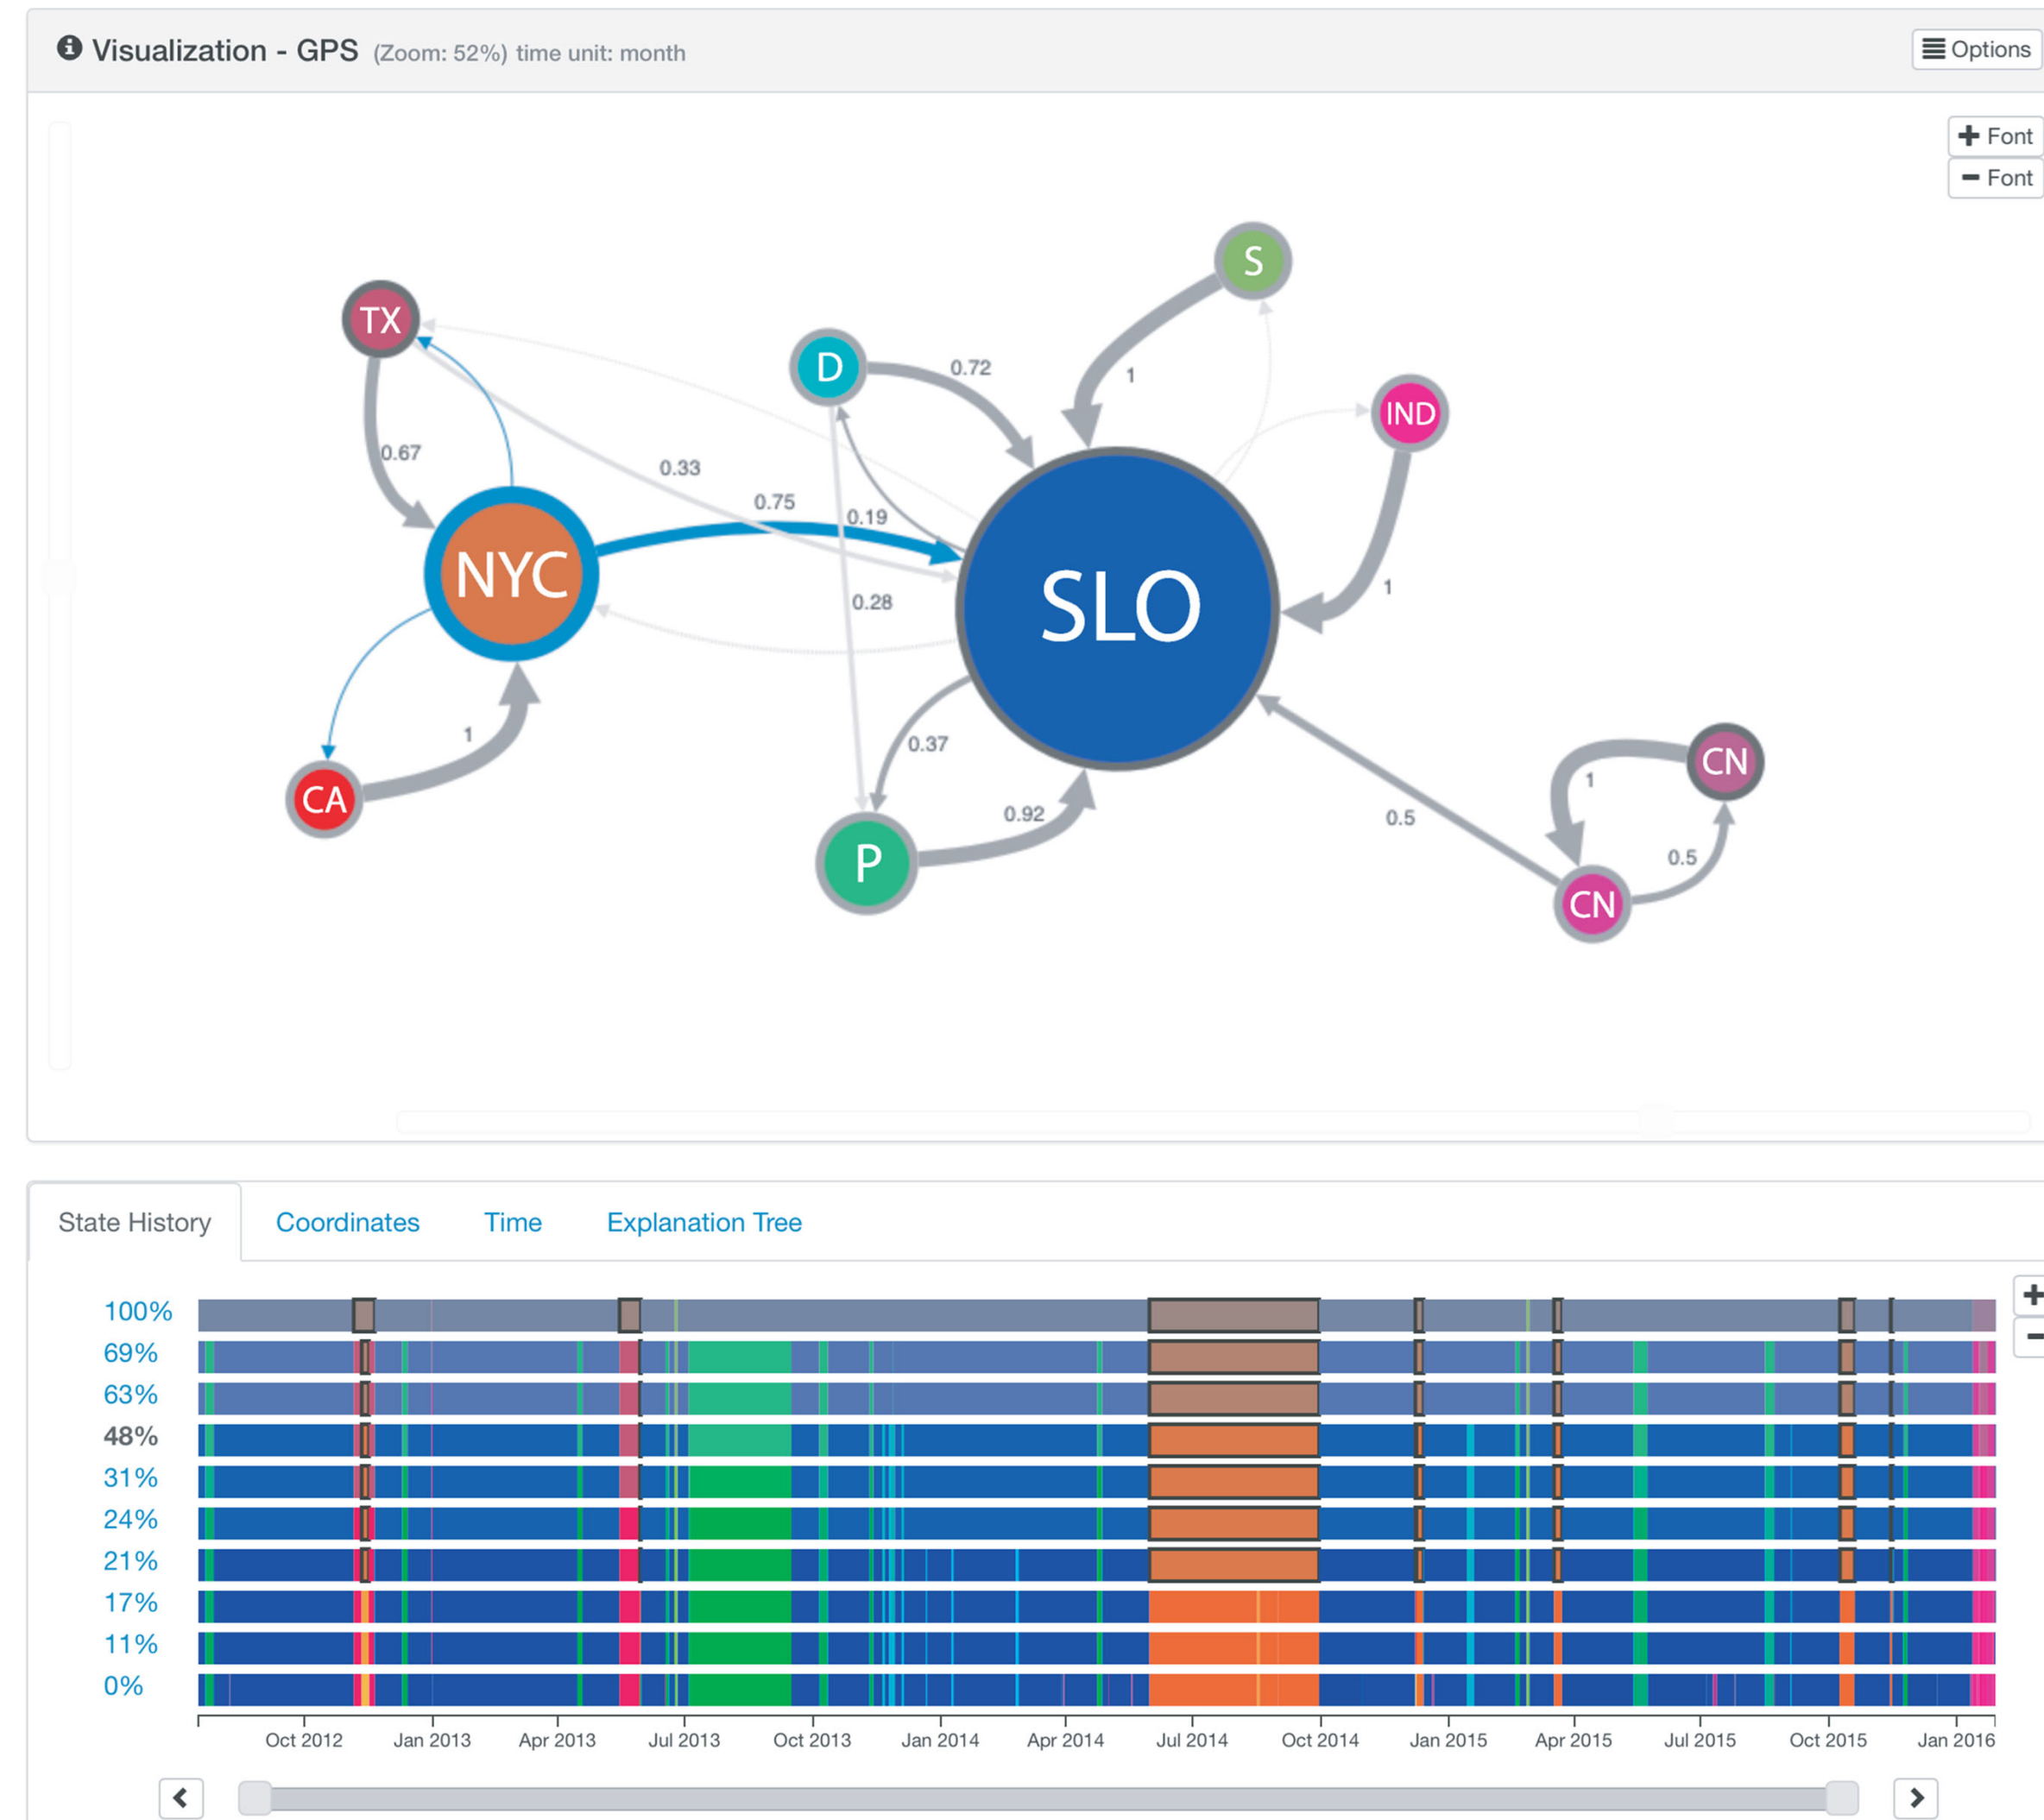 Visualization - GPS (Zoom: 52%) time unit: month
Options
Font
Font
S
TX
D
0.72
1
IND
0.67
0.33
0.75
0.19
NYC
SLO
0.28
1
1
0.37
CN
1
CA
0.92
0.5
P
0.5
CN
State History Coordinates Time Explanation Tree
100%
69%
63%
48%
31%
24%
21%
17%
11%
0%
Oct 2012 Jan 2013 Apr 2013 Jul 2013 Oct 2013 Jan 2014 Apr 2014 Jul 2014 Oct 2014 Jan 2015 Apr 2015 Jul 2015 Oct 2015 Jan 2016